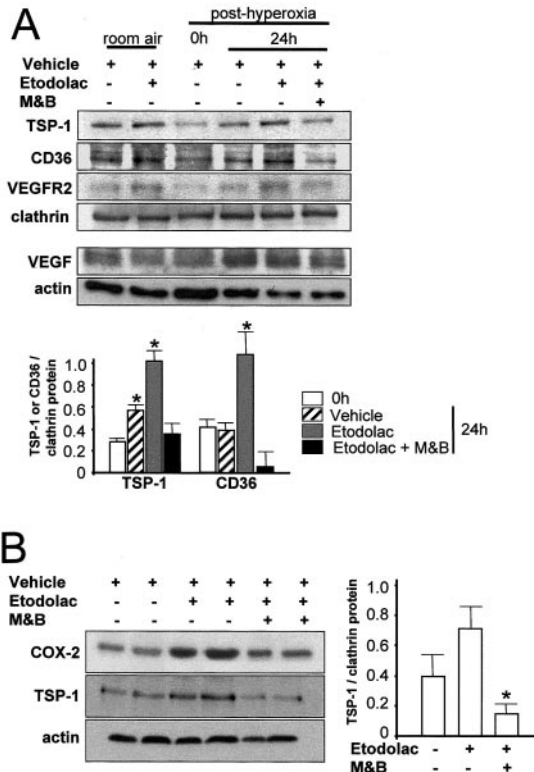 A
post-hyperoxia
room air 0h 24h
Vehicle + + + + + +
Etodolac - + - - + +
M&B +
TSP-1
CD36
VEGFR2
clathrin
VEGF
actin
TSP-1 or CD36 /
clathrin protein
1.0
0.8
0.6
0.4
0.2
0
* * *
TSP-1 CD36
0h
Vehicle
Etodolac
Etodolac + M&B
24h
B
Vehicle + + + + + +
Etodolac - - + + + +
M&B - - - - + +
COX-2
TSP-1
actin
TSP-1 / clathrin protein
1.0
0.8
0.6
0.4
0.2
0
*
Etodolac - + +
M&B - - +